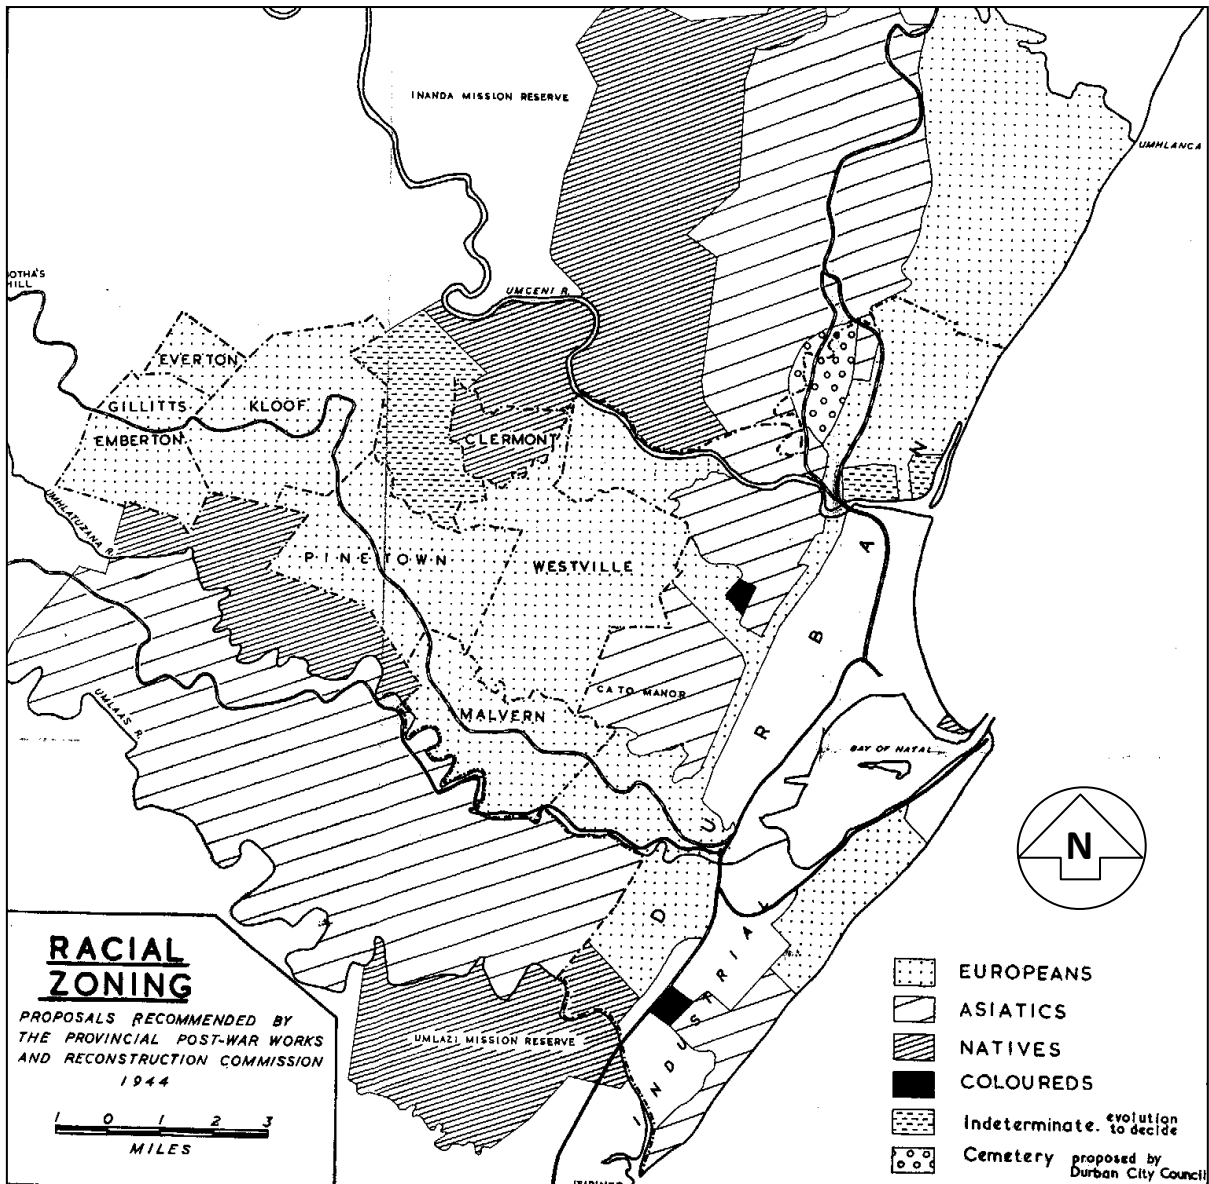 INANDA MISSION RESERVE
UMHLANGA
UMGENI R.
EVERTON
GILLITTS
KLOOF
EMBERTON
CLERMONT
UMHLATUZANA R.
PINETOWN
WESTVILLE
CATO MANOR
UMLAAS R.
MALVERN
BAY OF NATAL
DURBAN
N
INDUSTRIAL
UMLAZI MISSION RESERVE
RACIAL
ZONING
PROPOSALS RECOMMENDED BY
THE PROVINCIAL POST-WAR WORKS
AND RECONSTRUCTION COMMISSION
1944
1 0 1 2 3
MILES
EUROPEANS
ASIATICS
NATIVES
COLOUREDS
Indeterminate. evolution
to decide
Cemetery proposed by
Durban City Council